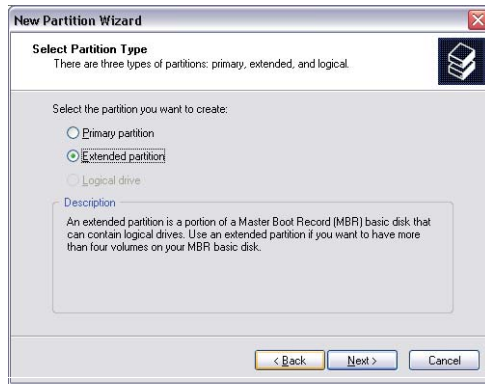 New Partition Wizard
Select Partition Type
There are three types of partitions: primary, extended, and logical.
Select the partition you want to create:
Primary partition
Extended partition
Logical drive
Description
An extended partition is a portion of a Master Boot Record (MBR) basic disk that
can contain logical drives. Use an extended partition if you want to have more
than four volumes on your MBR basic disk.
< Back Next > Cancel